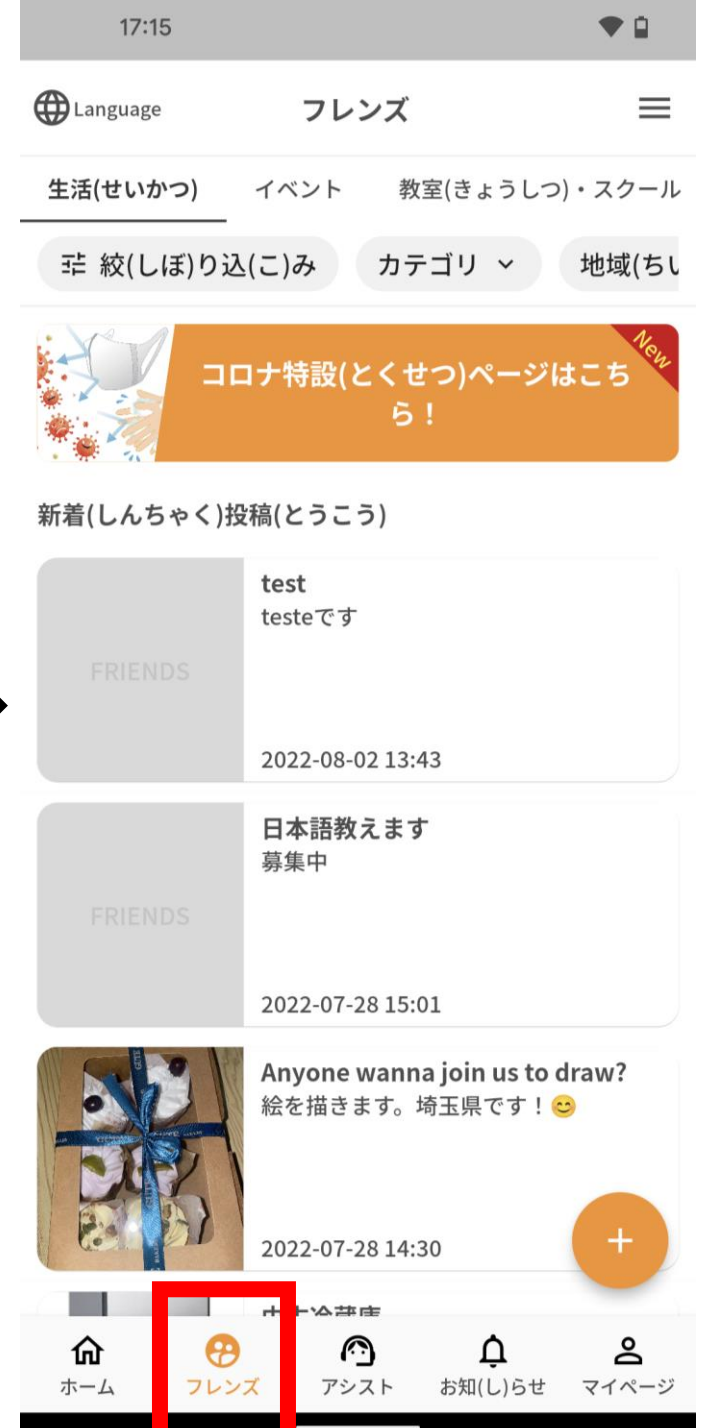 17:15
Language
フレンズ
生活(せいかつ)
イベント
教室(きょうしつ)・スクール
絞(しぼ)り込(こ)み
カテゴリ
地域(ちい
コロナ特設(とくせつ)ページはこち
ら！
New
新着(しんちゃく)投稿(とうこう)
FRIENDS
test
testeです
2022-08-02 13:43
FRIENDS
日本語教えます
募集中
2022-07-28 15:01
Anyone wanna join us to draw?
絵を描きます。埼玉県です！😊
2022-07-28 14:30
+
中古冷蔵庫
ホーム
フレンズ
アシスト
お知(し)らせ
マイページ